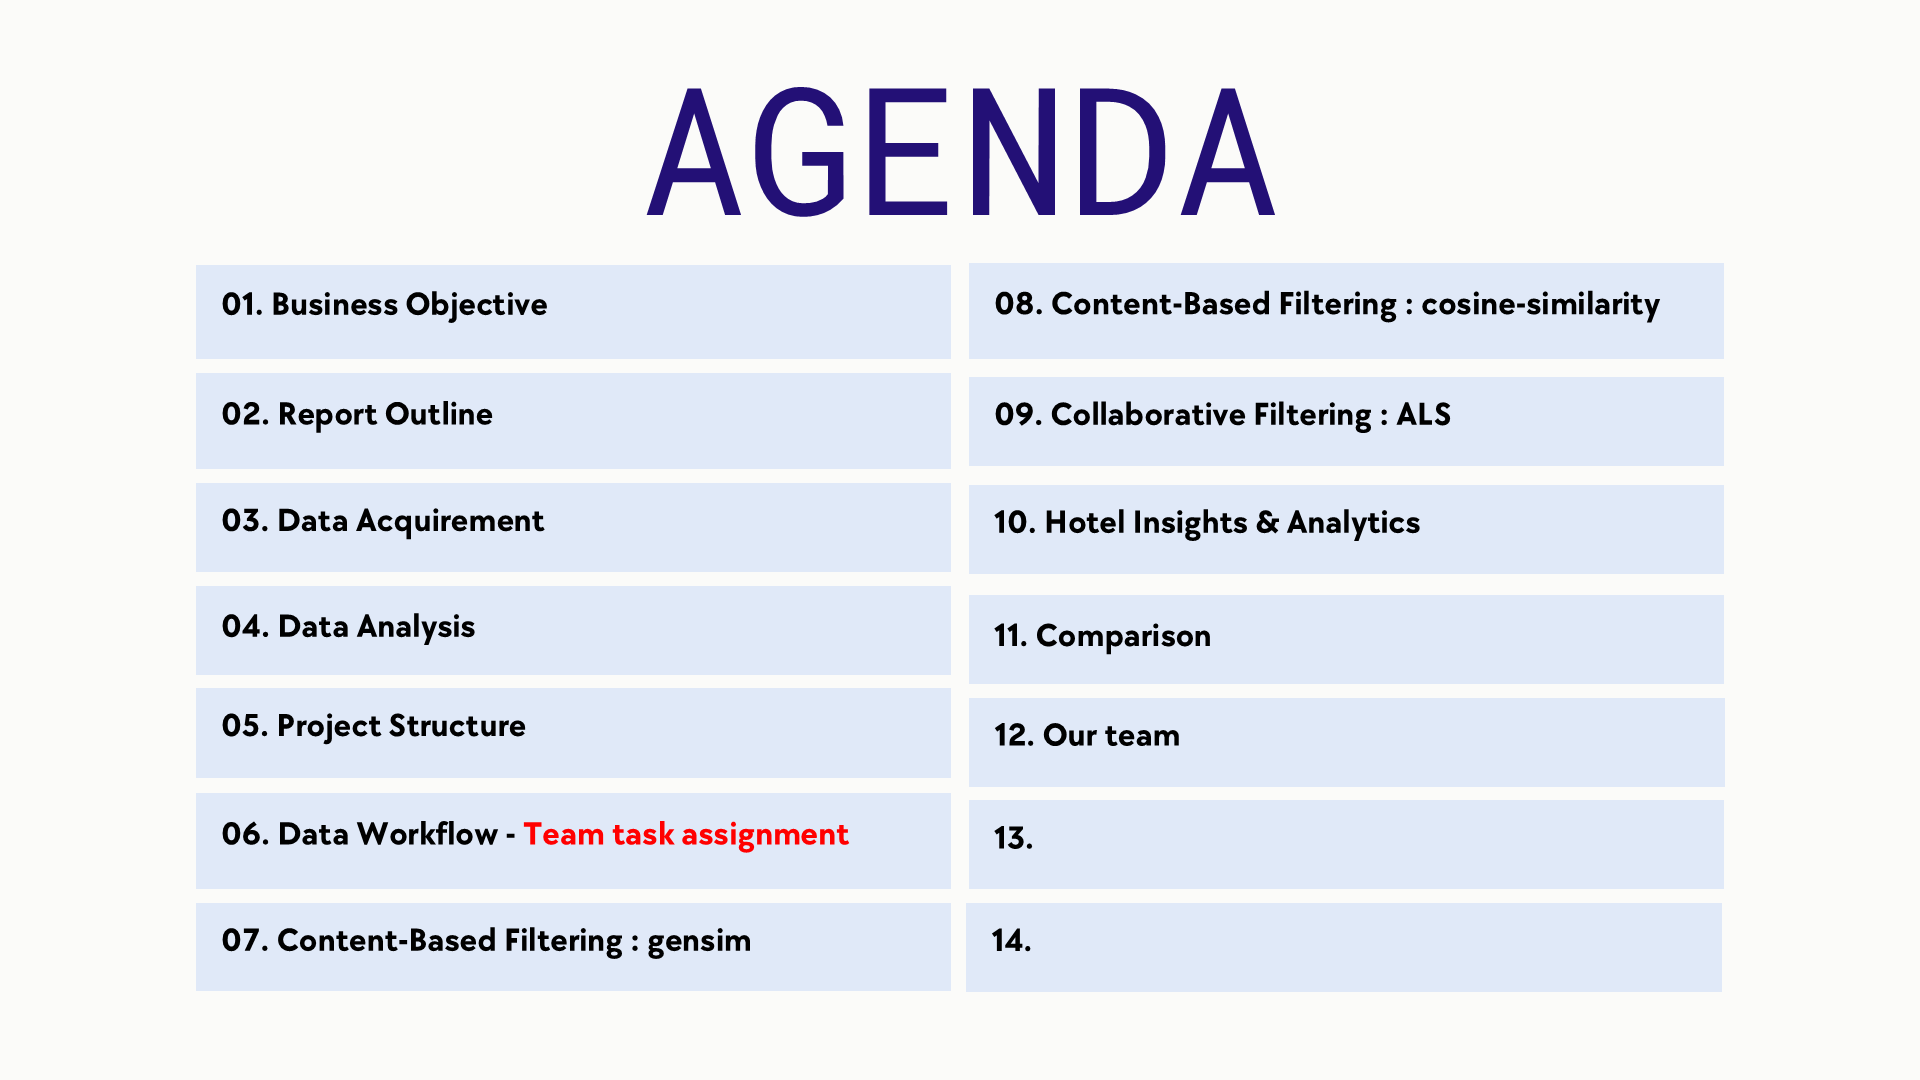 AGENDA
01. Business Objective
02. Report Outline
03. Data Acquirement
04. Data Analysis
05. Project Structure
06. Data Workflow - Team task assignment
07. Content-Based Filtering : gensim
08. Content-Based Filtering : cosine-similarity
09. Collaborative Filtering : ALS
10. Hotel Insights & Analytics
11. Comparison
12. Our team
13.
14.